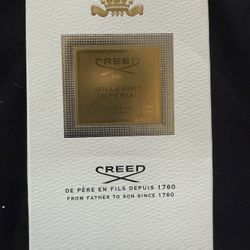 CREED
MILLESIME
IMPERIAL
CREED
DE PÈRE EN FILS DEPUIS 1760
FROM FATHER TO SON SINCE 1760